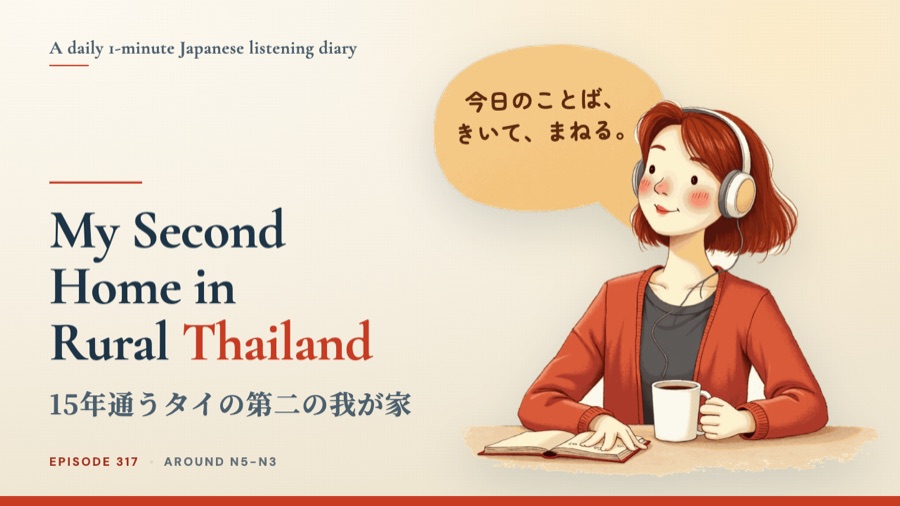 A daily 1-minute Japanese listening diary
今日のことば、
きいて、まねる。
My Second
Home in
Rural Thailand
15年通うタイの第二の我が家
EPISODE 317 · AROUND N5–N3